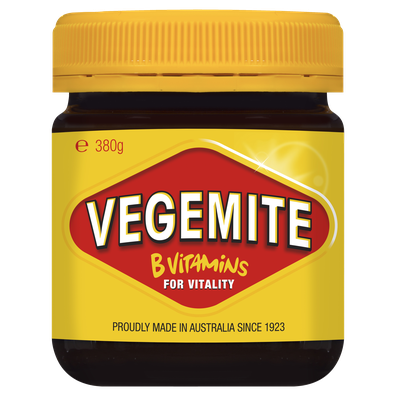 ℮ 380g
VEGEMITE
B VITAMINS
FOR VITALITY
PROUDLY MADE IN AUSTRALIA SINCE 1923